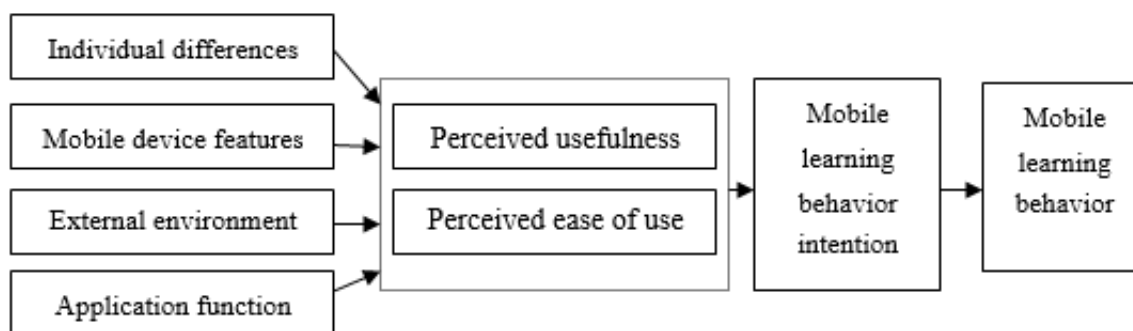 Individual differences
Mobile device features
External environment
Application function
Perceived usefulness
Perceived ease of use
Mobile
learning
behavior
intention
Mobile
learning
behavior